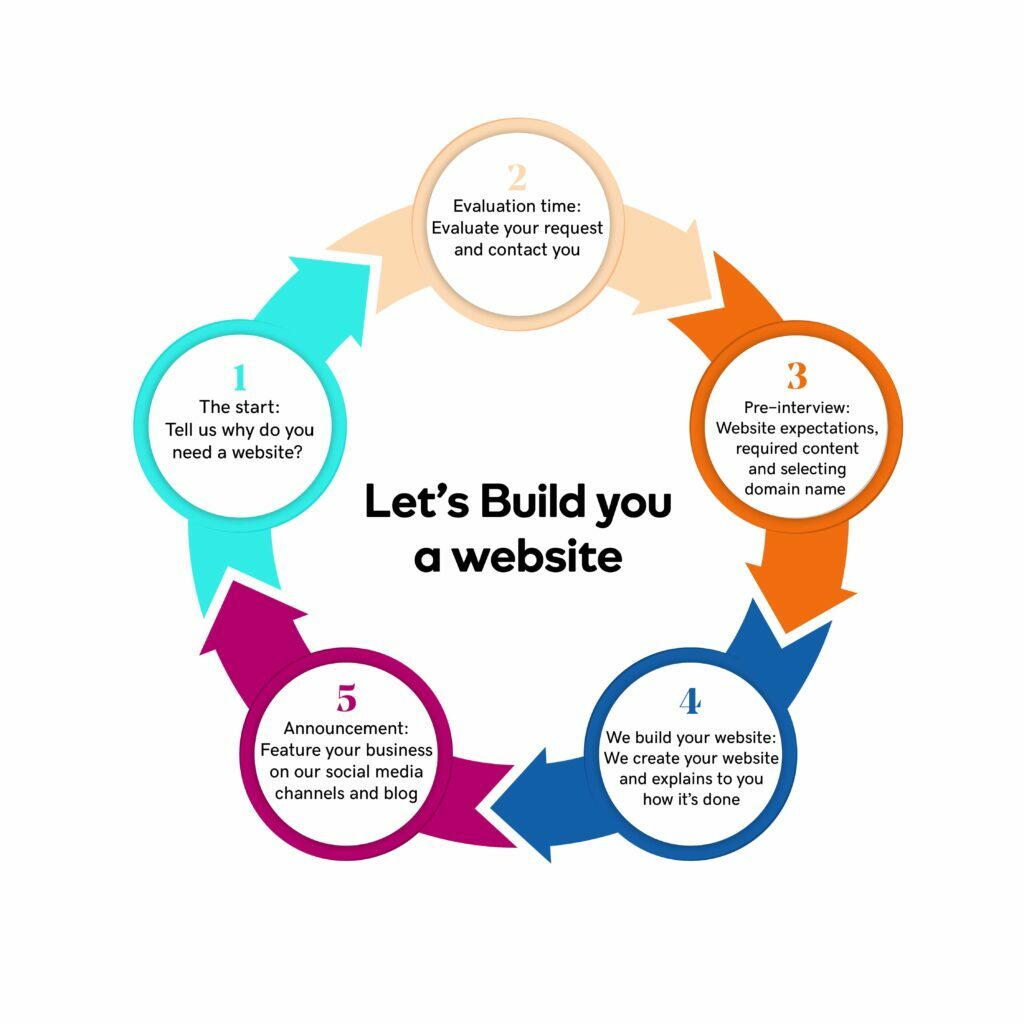 2
Evaluation time:
Evaluate your request
and contact you
1
The start:
Tell us why do you
need a website?
3
Pre-interview:
Website expectations,
required content
and selecting
domain name
Let's Build you
a website
5
Announcement:
Feature your business
on our social media
channels and blog
4
We build your website:
We create your website
and explains to you
how it's done